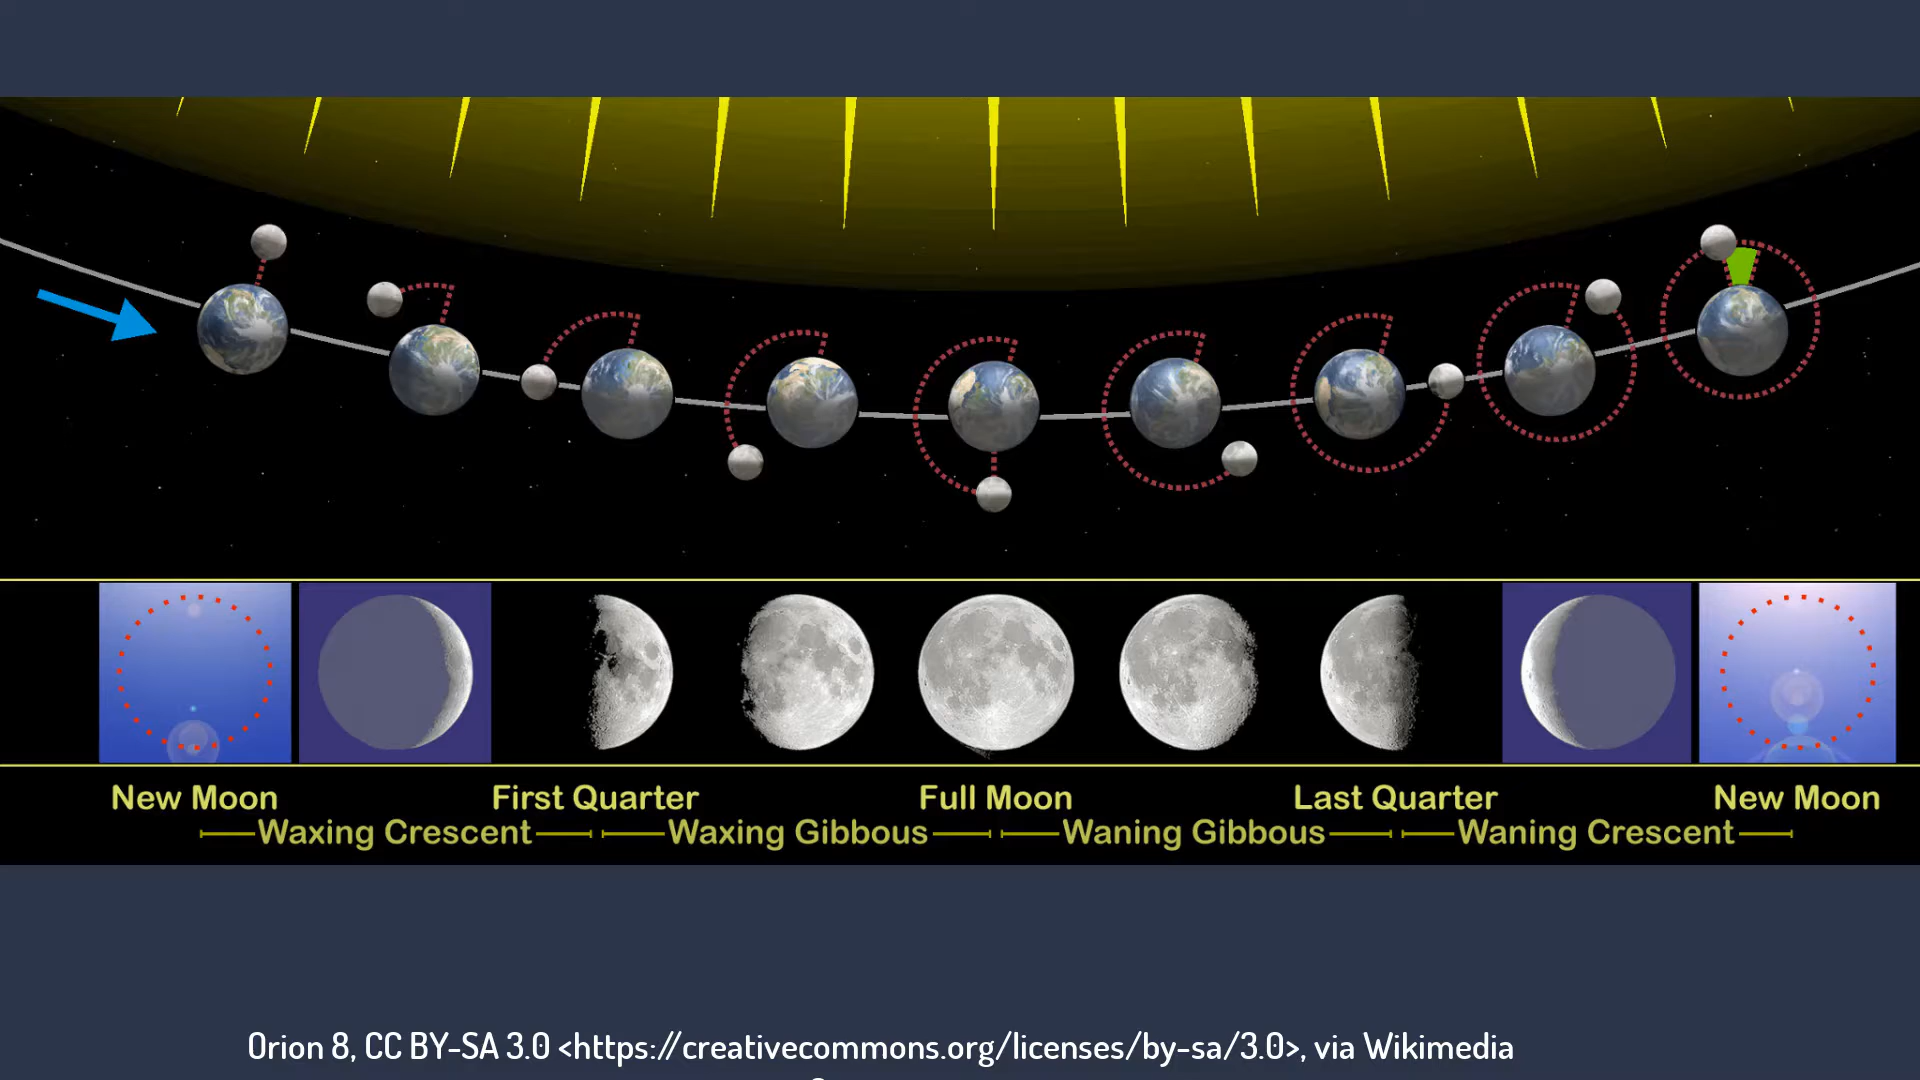 New Moon First Quarter Full Moon Last Quarter New Moon
Waxing Crescent Waxing Gibbous Waning Gibbous Waning Crescent
Orion 8, CC BY-SA 3.0 <https://creativecommons.org/licenses/by-sa/3.0>, via Wikimedia